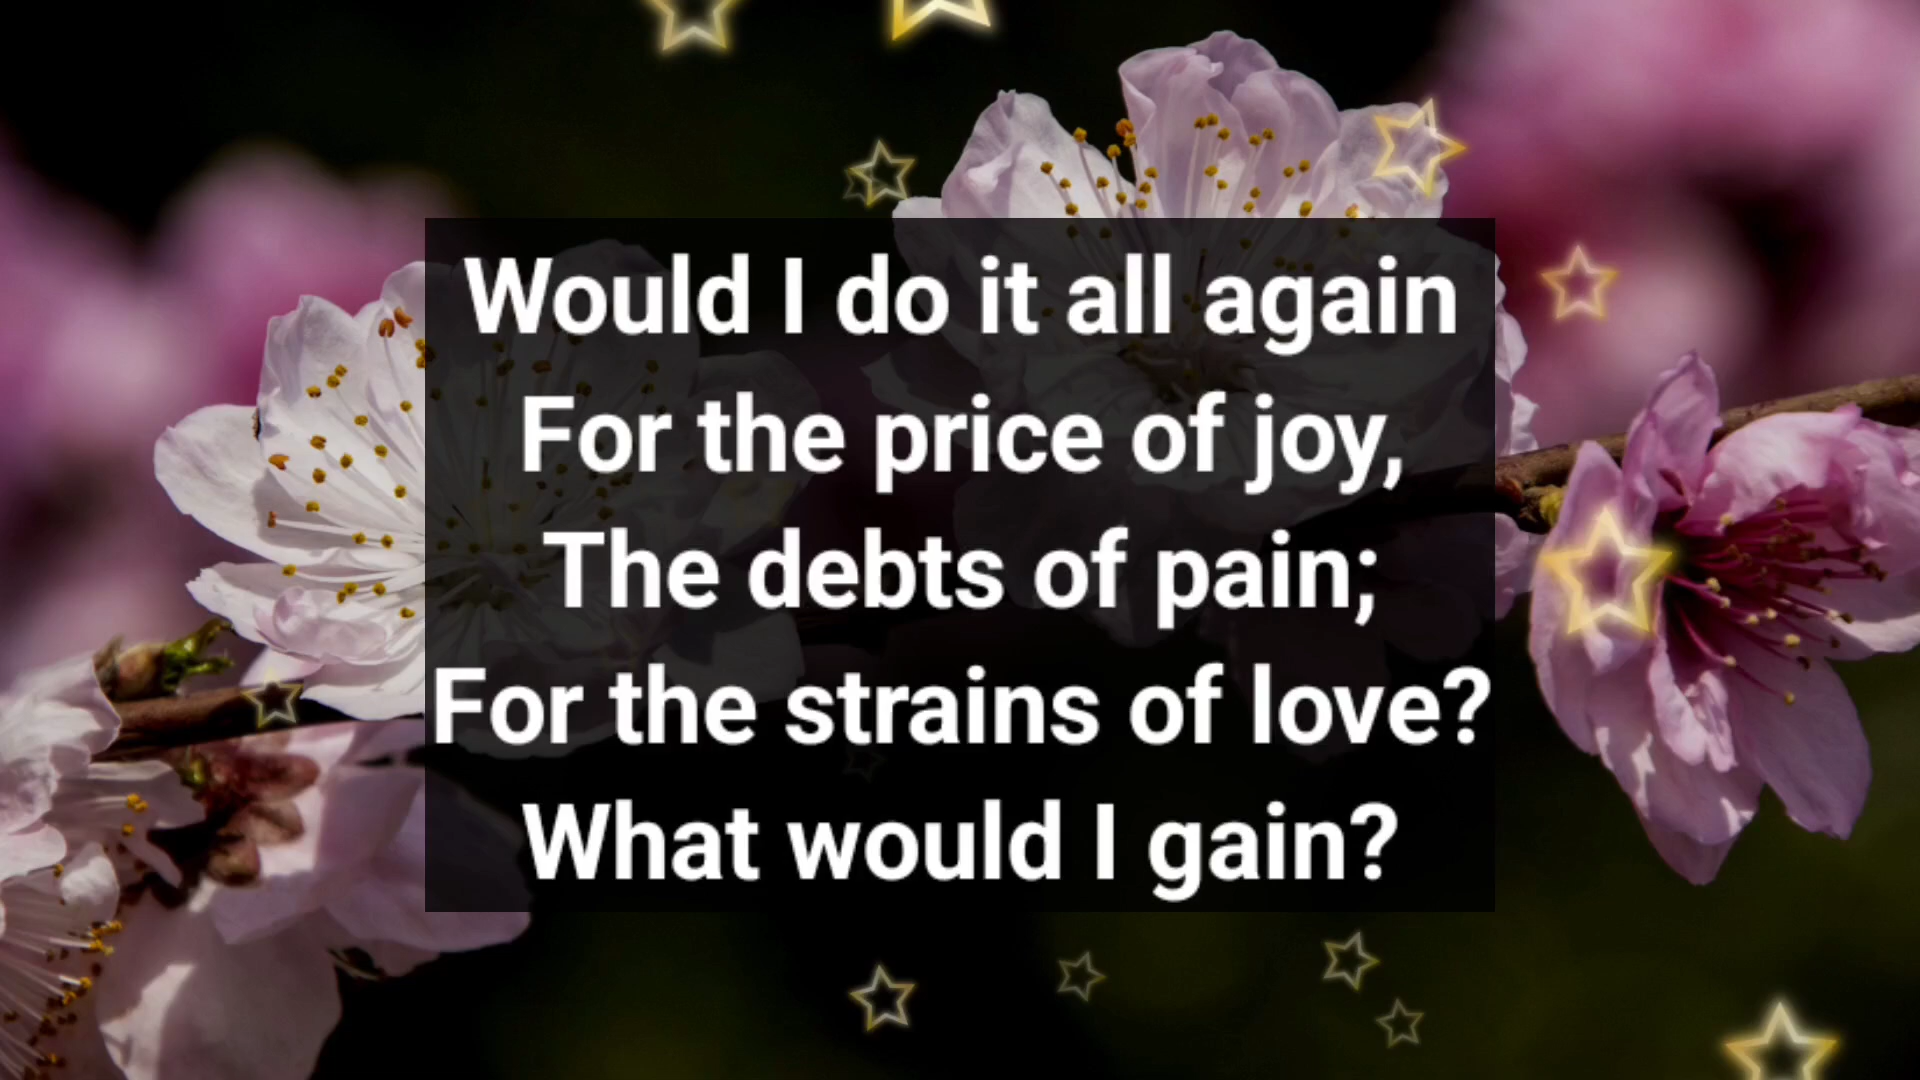 Would I do it all again
For the price of joy,
The debts of pain;
For the strains of love?
What would I gain?